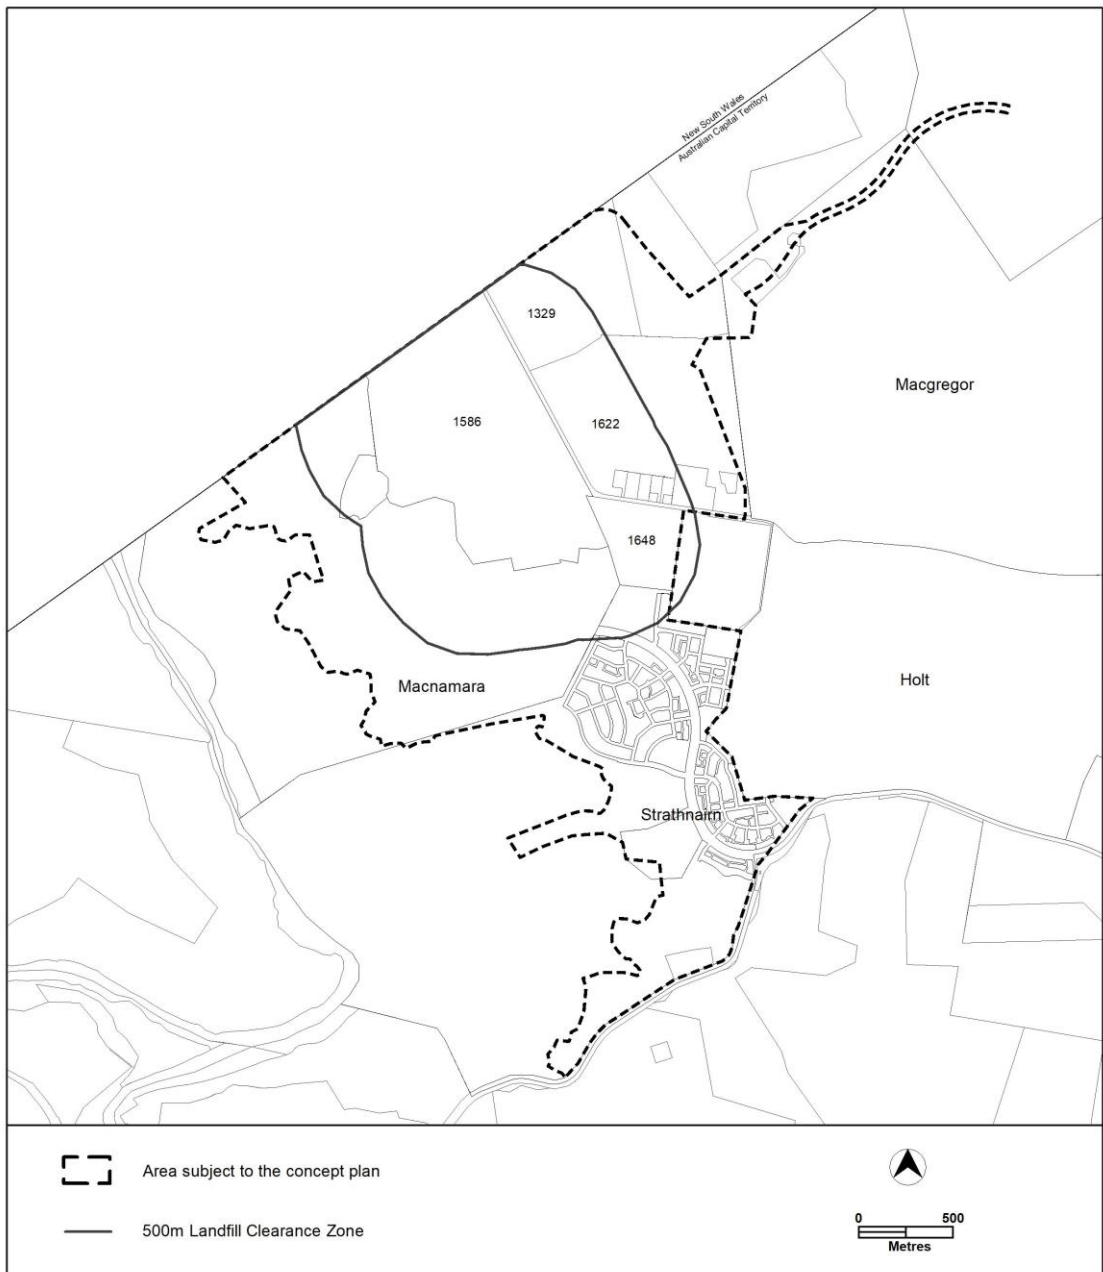 New South Wales
Australian Capital Territory
1329
Macgregor
1586
1622
1648
Macnamara
Holt
Strathnairn
Area subject to the concept plan
500m Landfill Clearance Zone
0 500
Metres